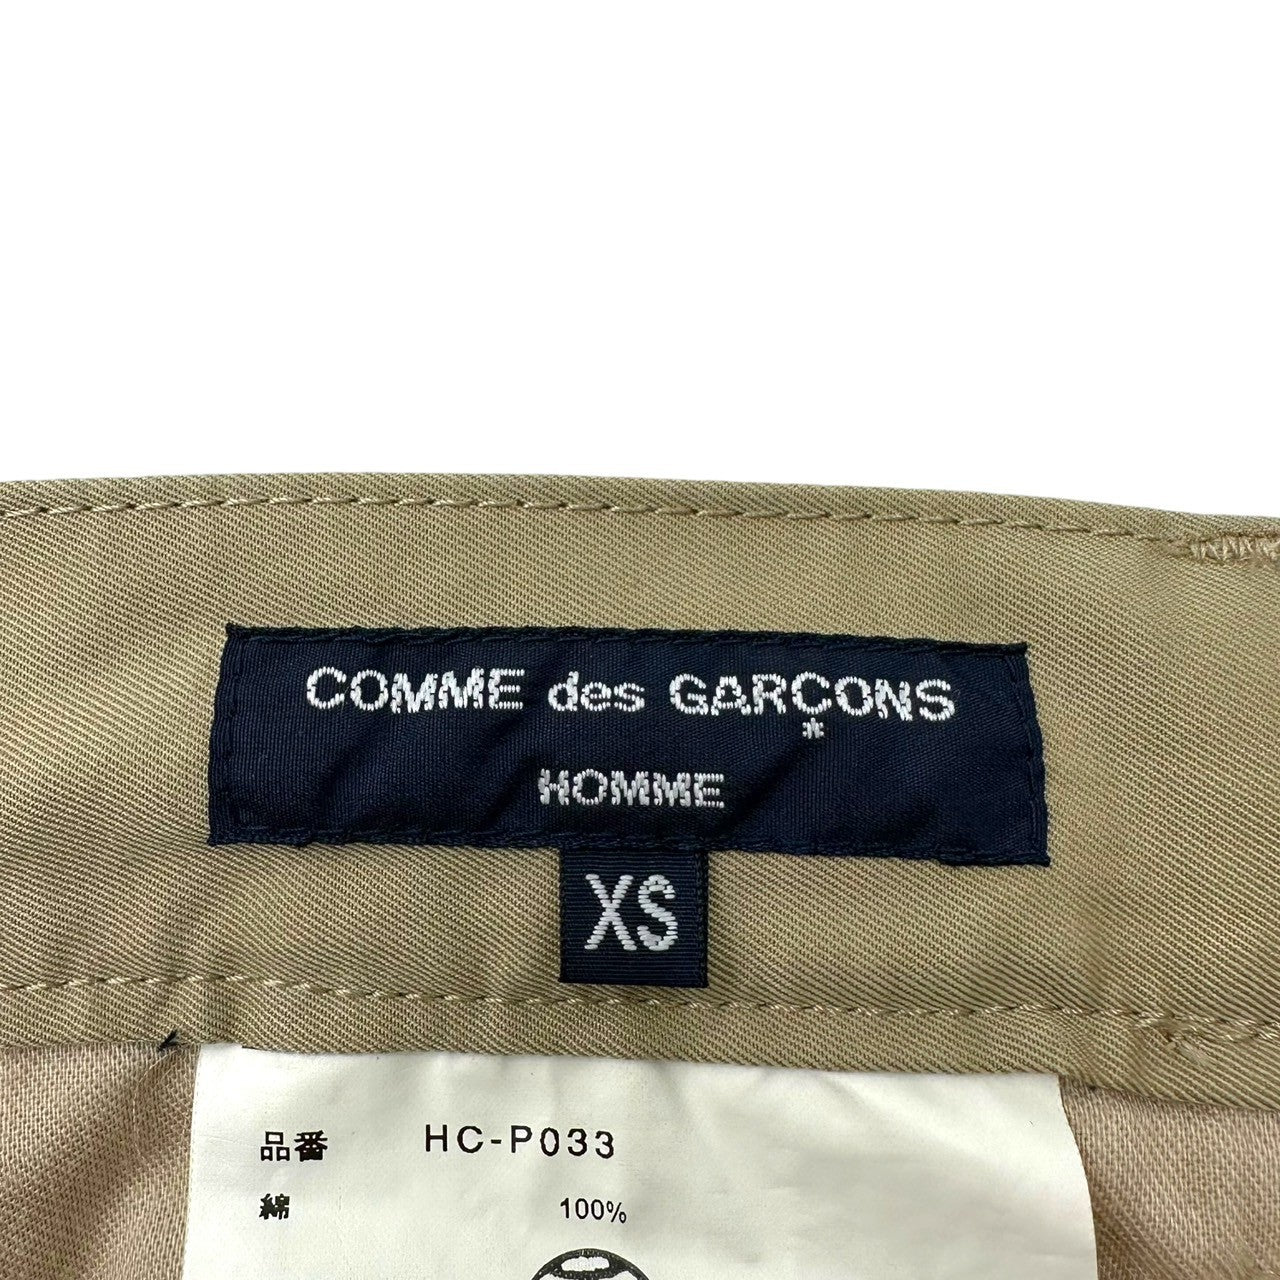 COMME des GARÇONS
HOMME
XS
品番 HC-P033
綿 100%